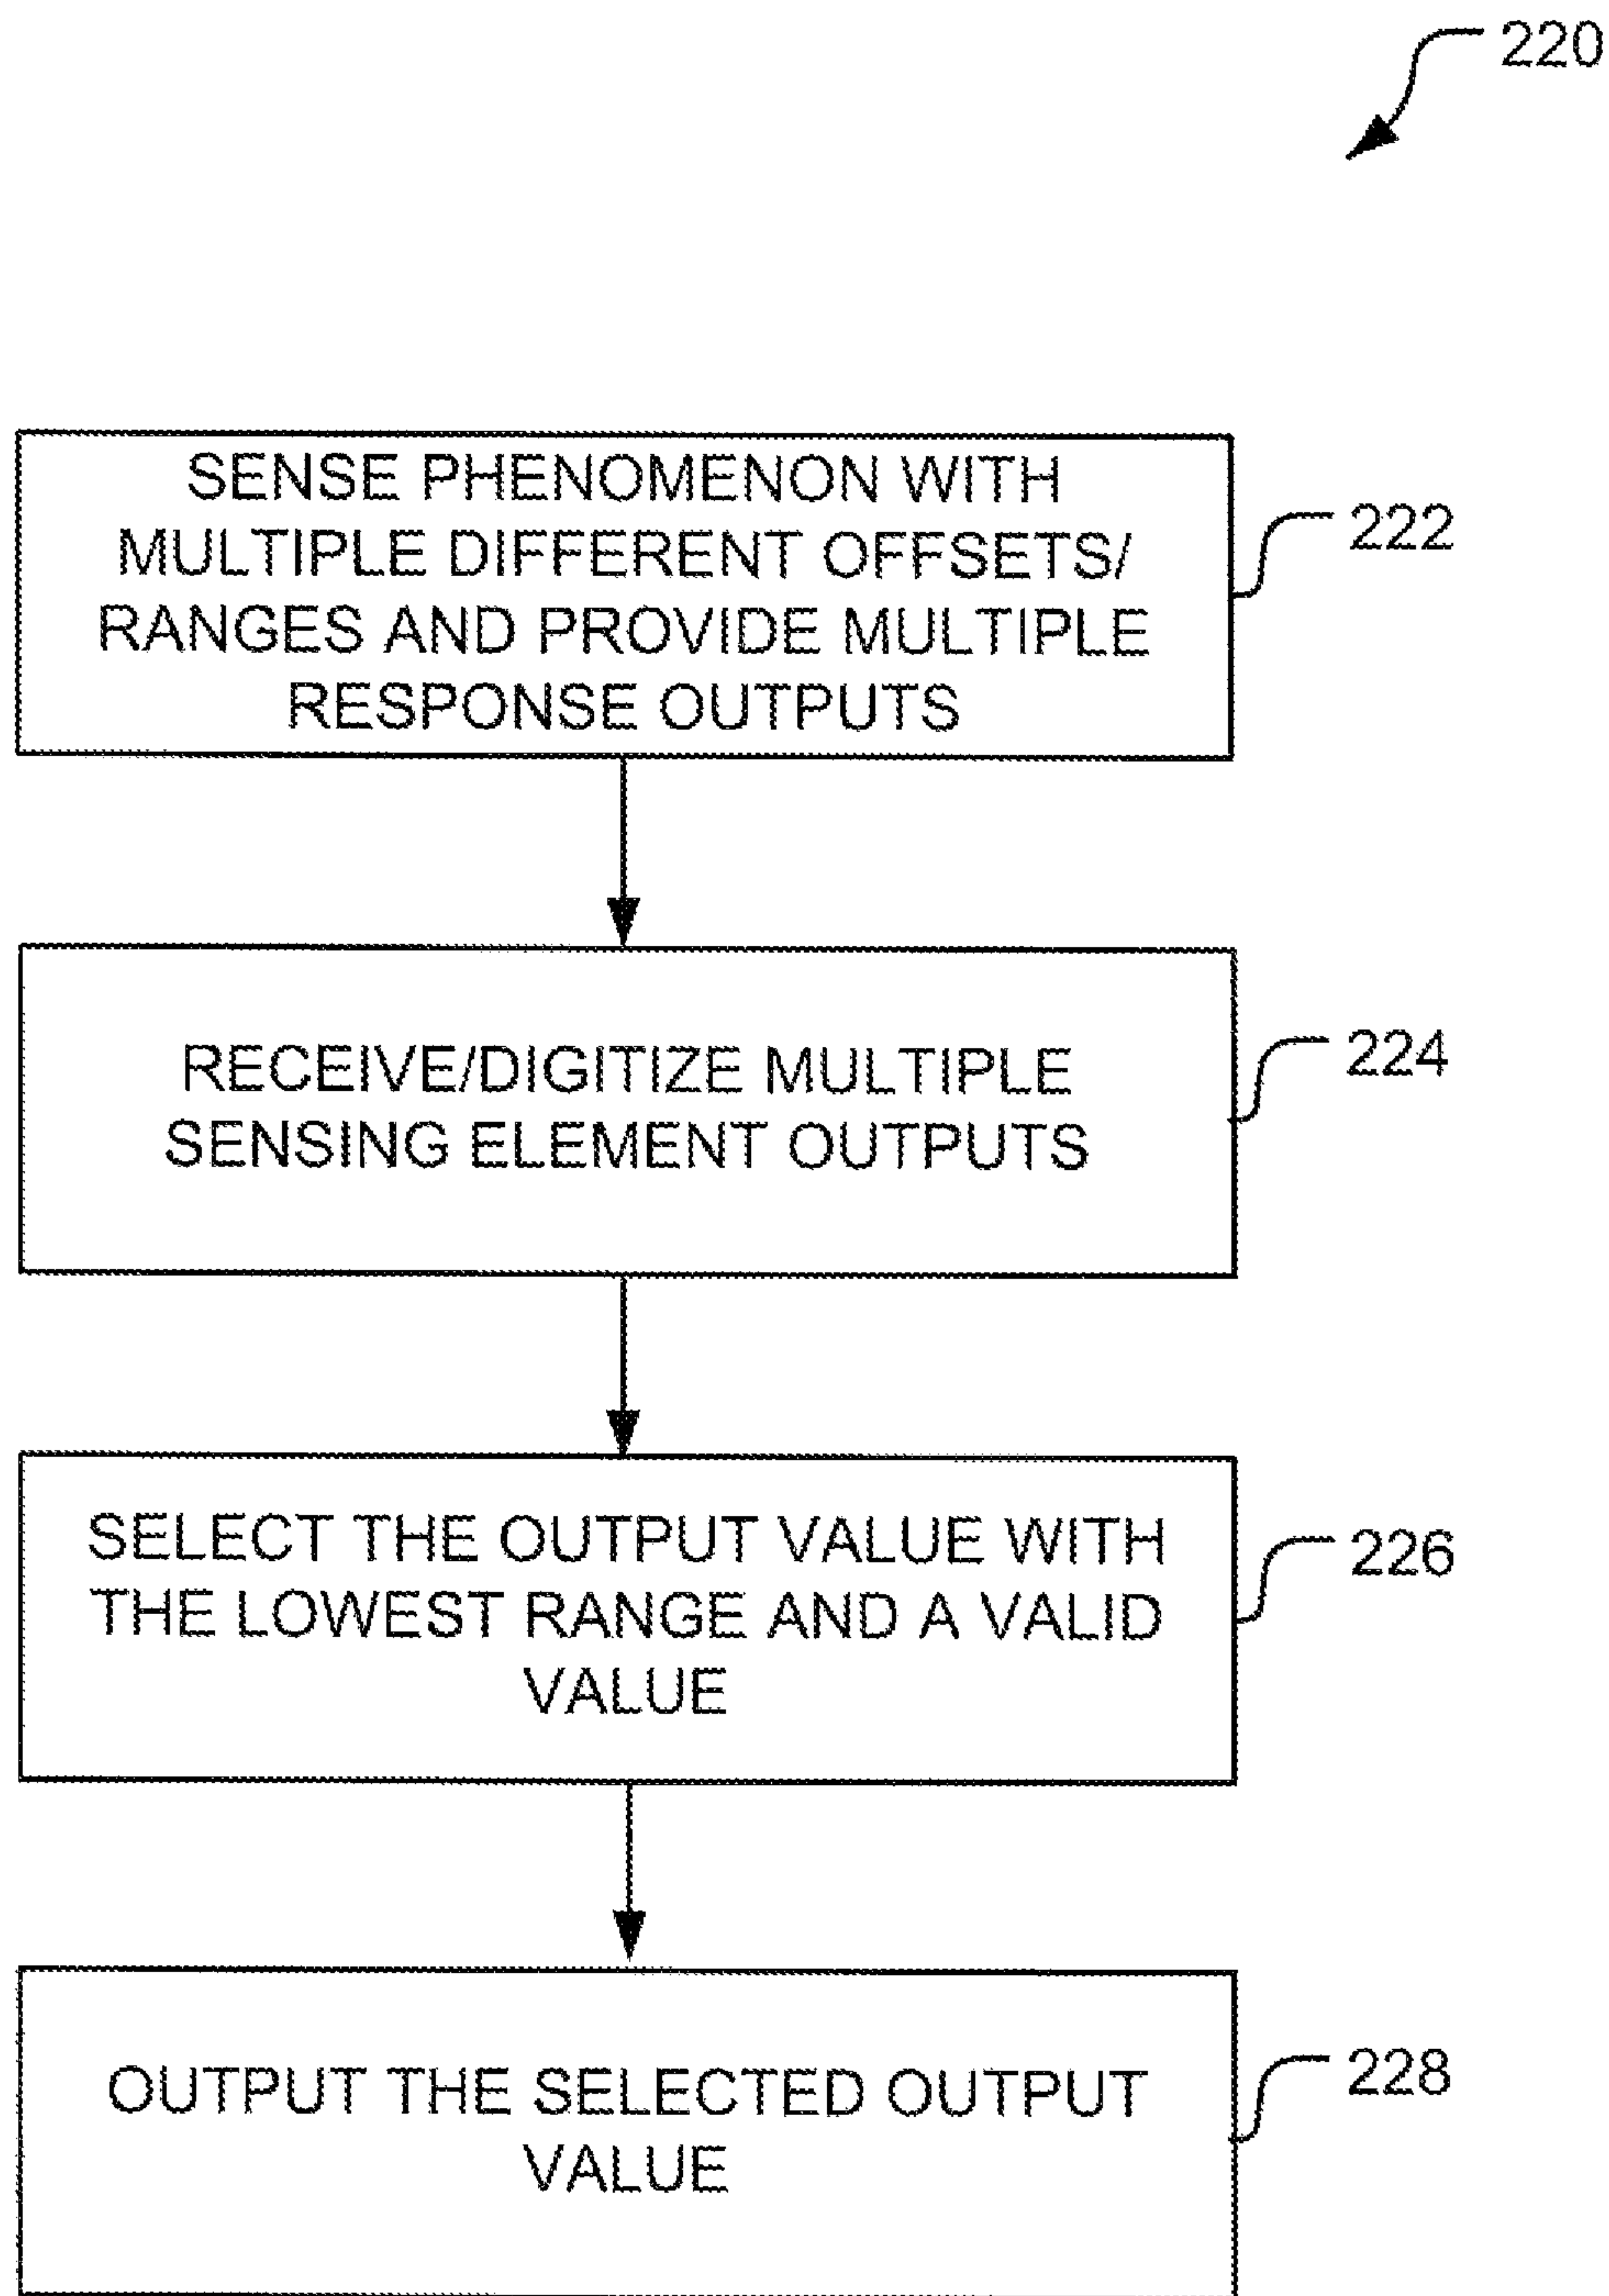 220
SENSE PHENOMENON WITH
MULTIPLE DIFFERENT OFFSETS/
RANGES AND PROVIDE MULTIPLE
RESPONSE OUTPUTS
222
RECEIVE/DIGITIZE MULTIPLE
SENSING ELEMENT OUTPUTS
224
SELECT THE OUTPUT VALUE WITH
THE LOWEST RANGE AND A VALID
VALUE
226
OUTPUT THE SELECTED OUTPUT
VALUE
228